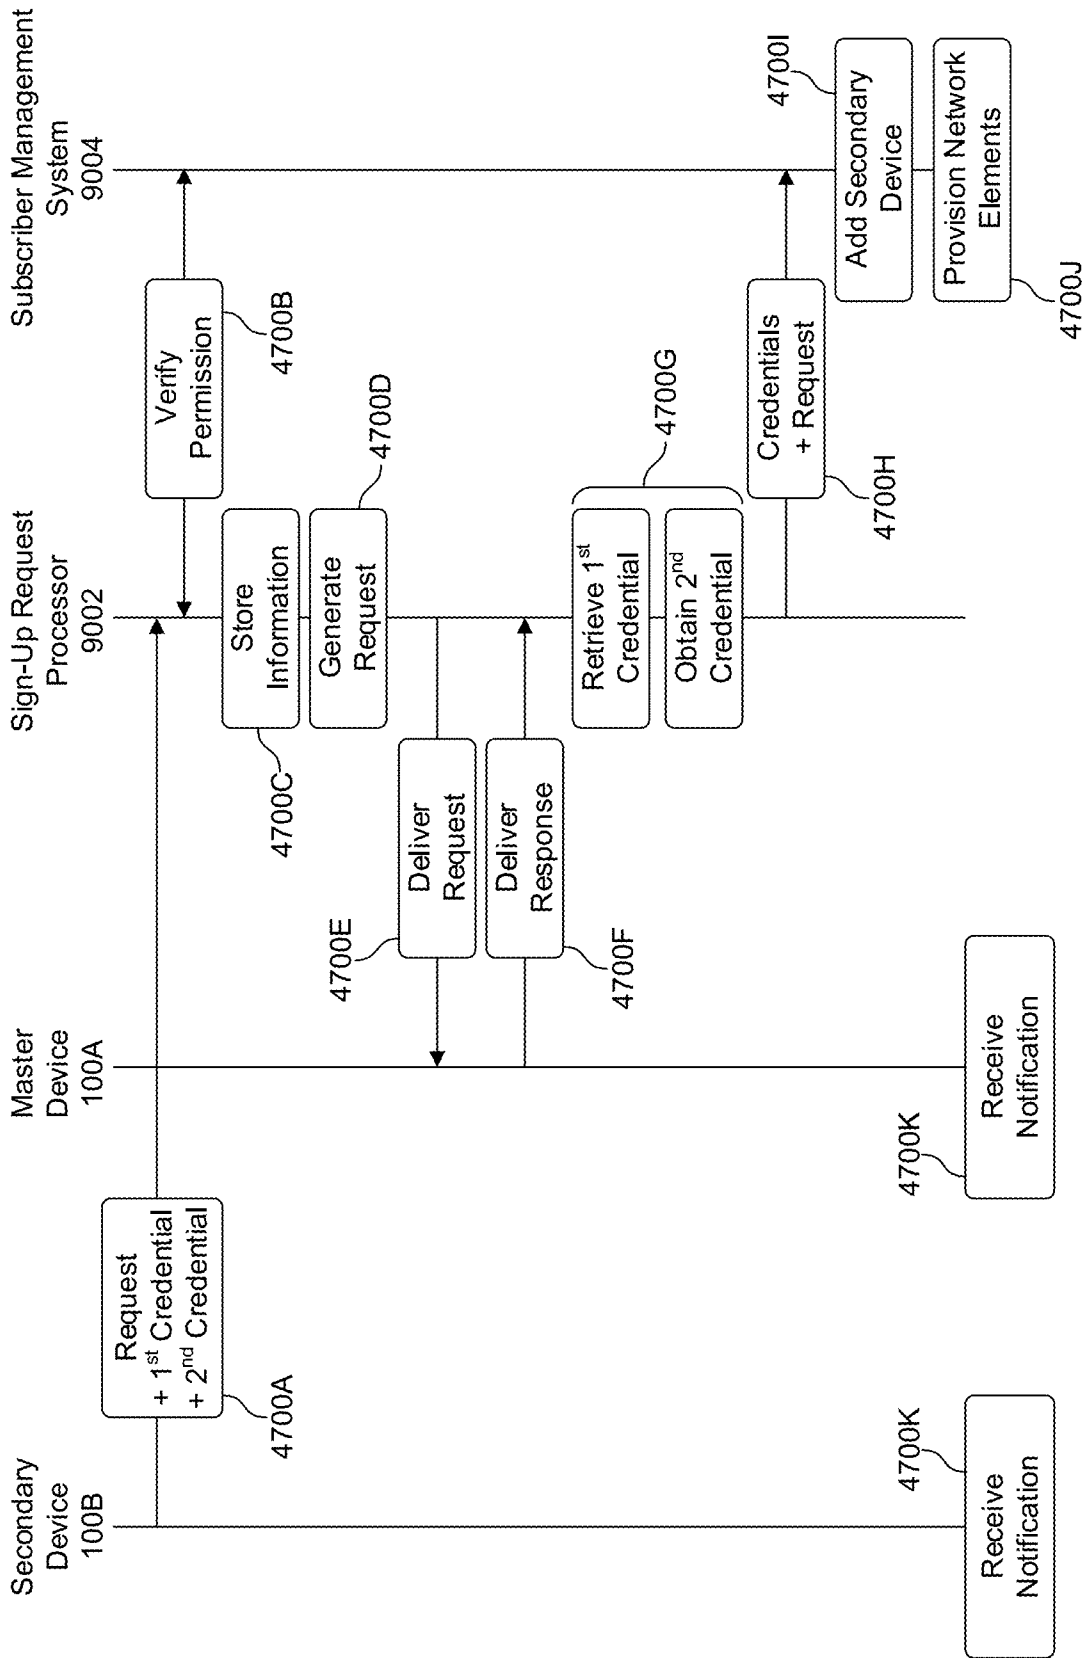 Secondary
Device
100B
Master
Device
100A
Sign-Up Request
Processor
9002
Subscriber Management
System
9004
Request
+ 1st Credential
+ 2nd Credential
4700A
Verify
Permission
4700B
Store
Information
4700C
Generate
Request
4700D
Deliver
Request
4700E
Deliver
Response
4700F
Retrieve 1st
Credential
Obtain 2nd
Credential
4700G
Credentials
+ Request
4700H
Add Secondary
Device
4700I
Provision Network
Elements
4700J
Receive
Notification
4700K
Receive
Notification
4700K